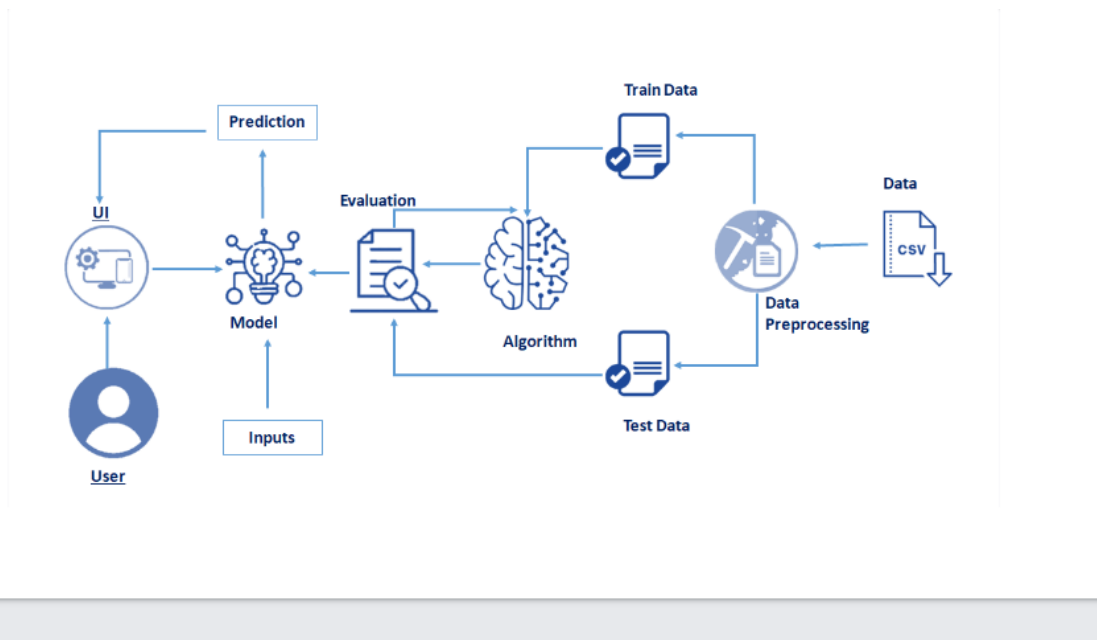 Train Data
Prediction
Data
Evaluation
UI
CSV
Data
Preprocessing
Model
Algorithm
Test Data
Inputs
User